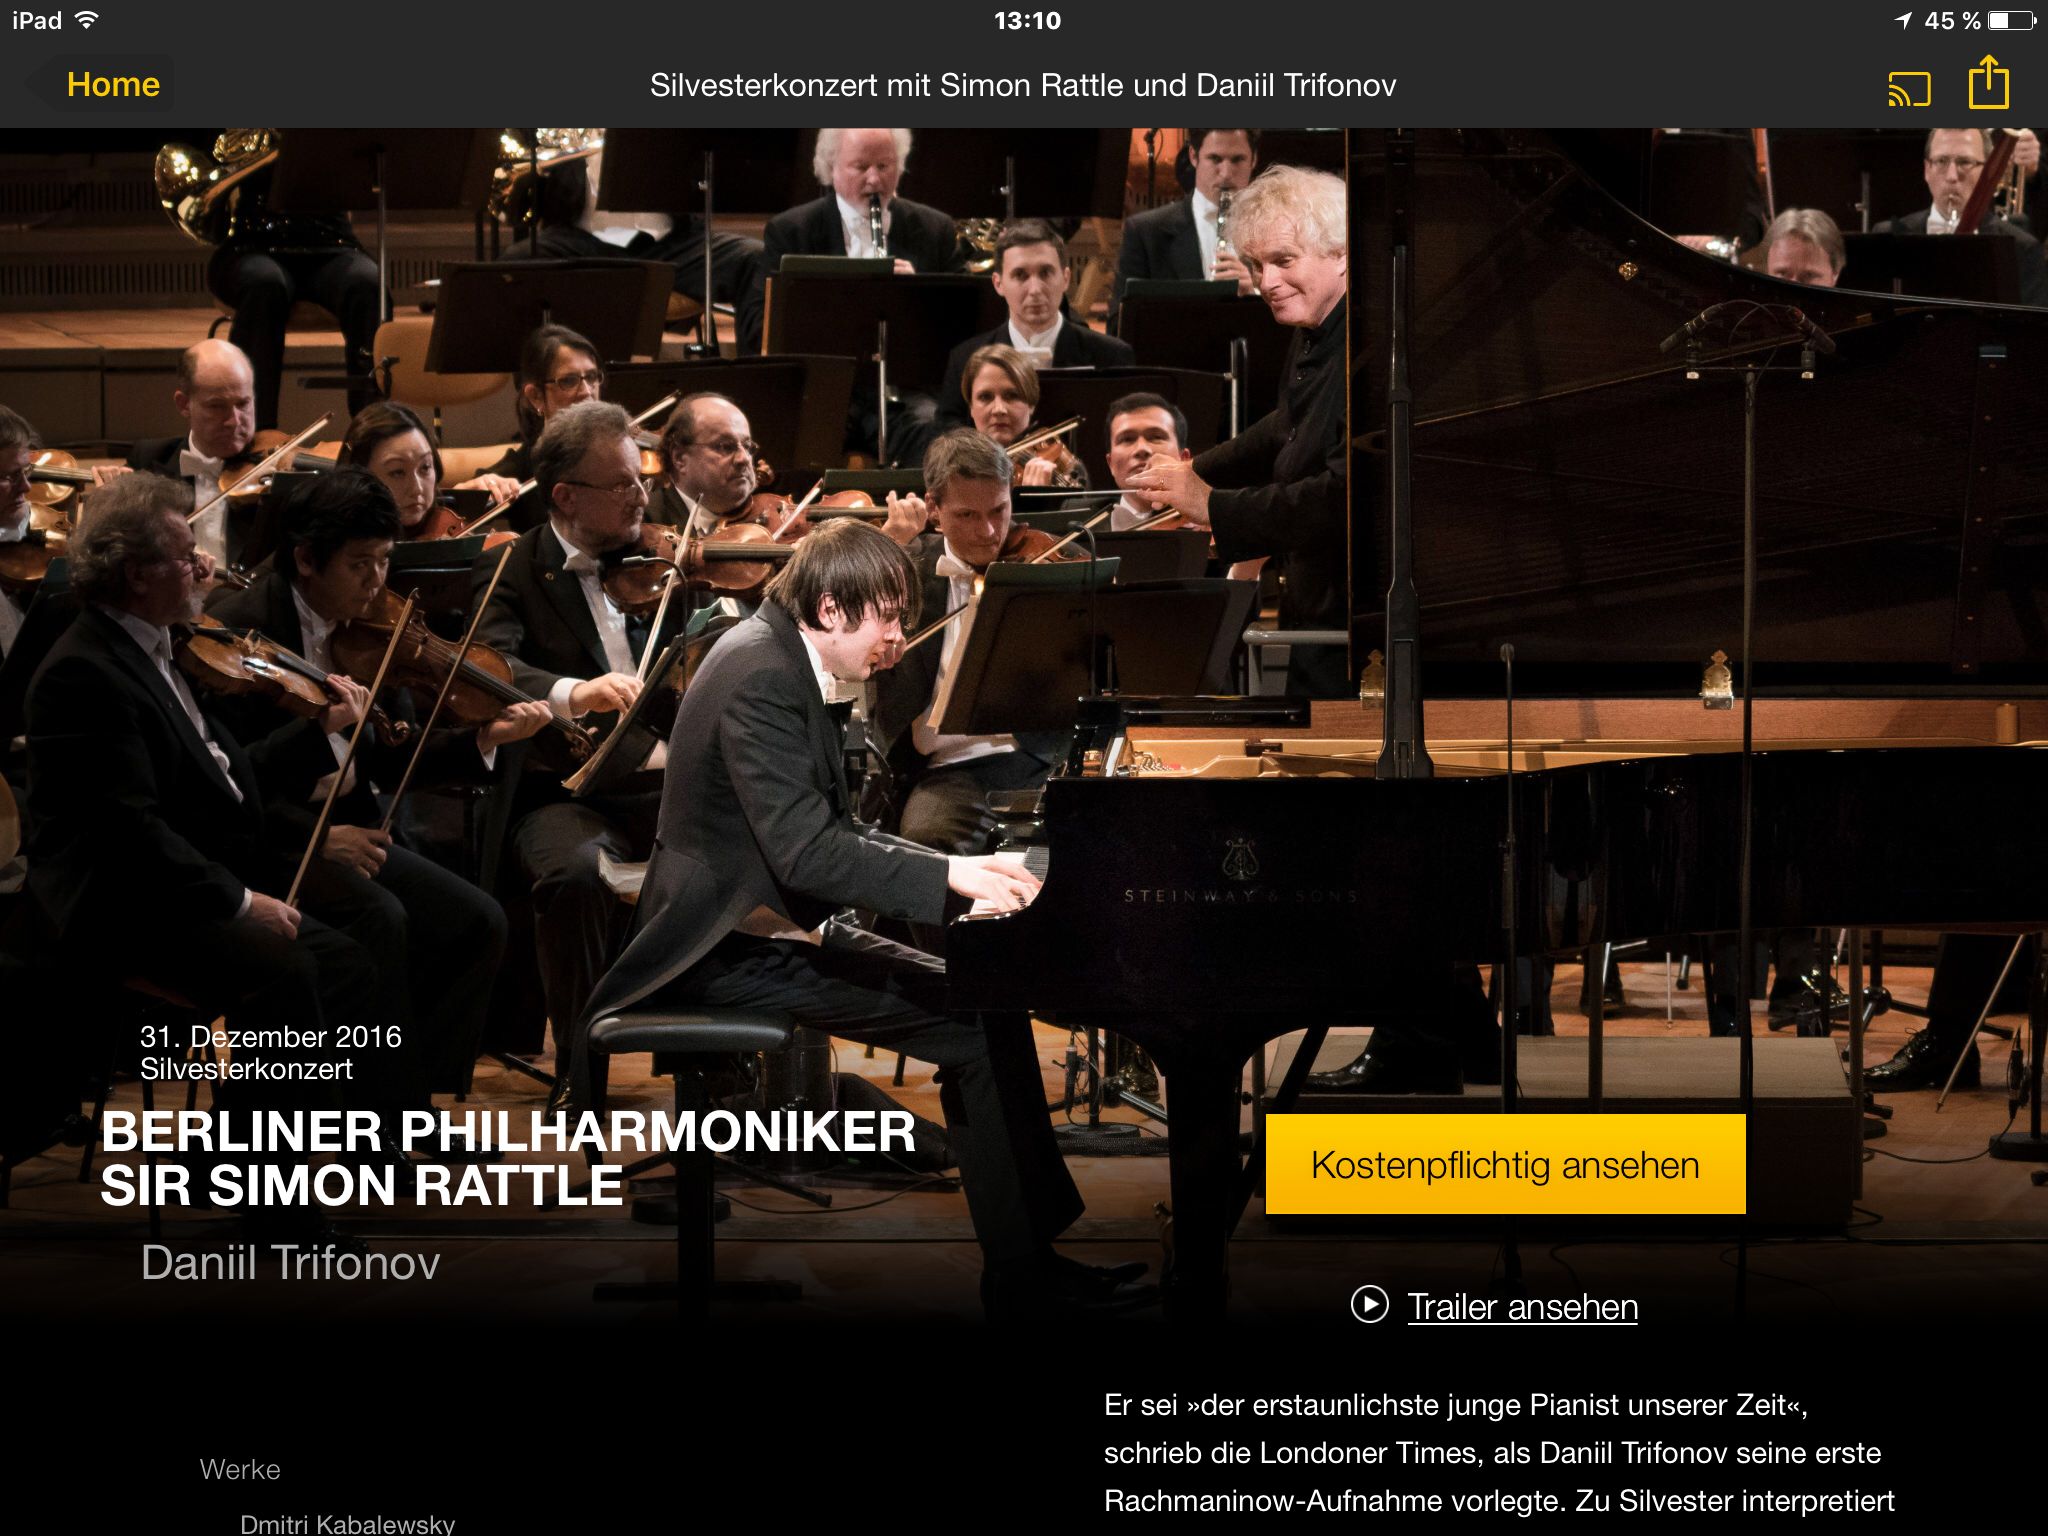 iPad
13:10
45 %
Home
Silvesterkonzert mit Simon Rattle und Daniil Trifonov
STEINWAY & SONS
31. Dezember 2016
Silvesterkonzert
BERLINER PHILHARMONIKER
SIR SIMON RATTLE
Daniil Trifonov
Kostenpflichtig ansehen
Trailer ansehen
Er sei »der erstaunlichste junge Pianist unserer Zeit«,
schrieb die Londoner Times, als Daniil Trifonov seine erste
Rachmaninow-Aufnahme vorlegte. Zu Silvester interpretiert
Werke
Dmitri Kabalewsky